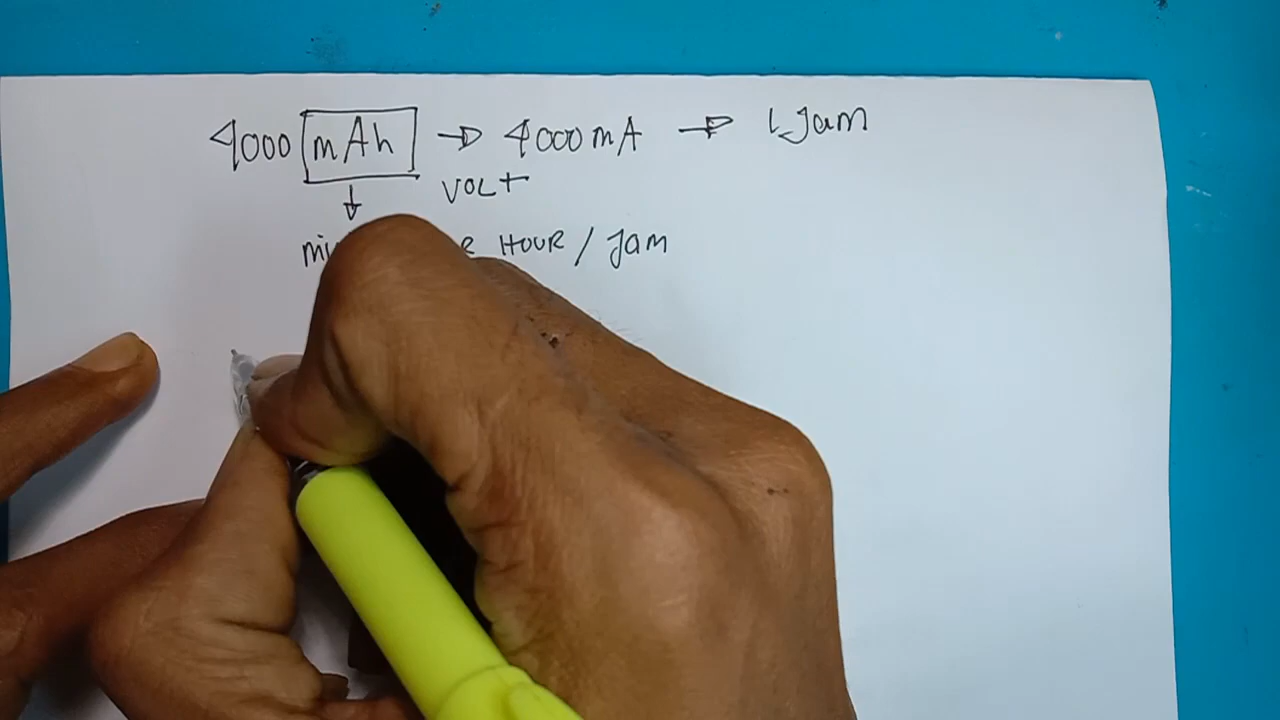 4000 mAh → 4000 mA → 1 Jam
↓ VOLT
HOUR / Jam